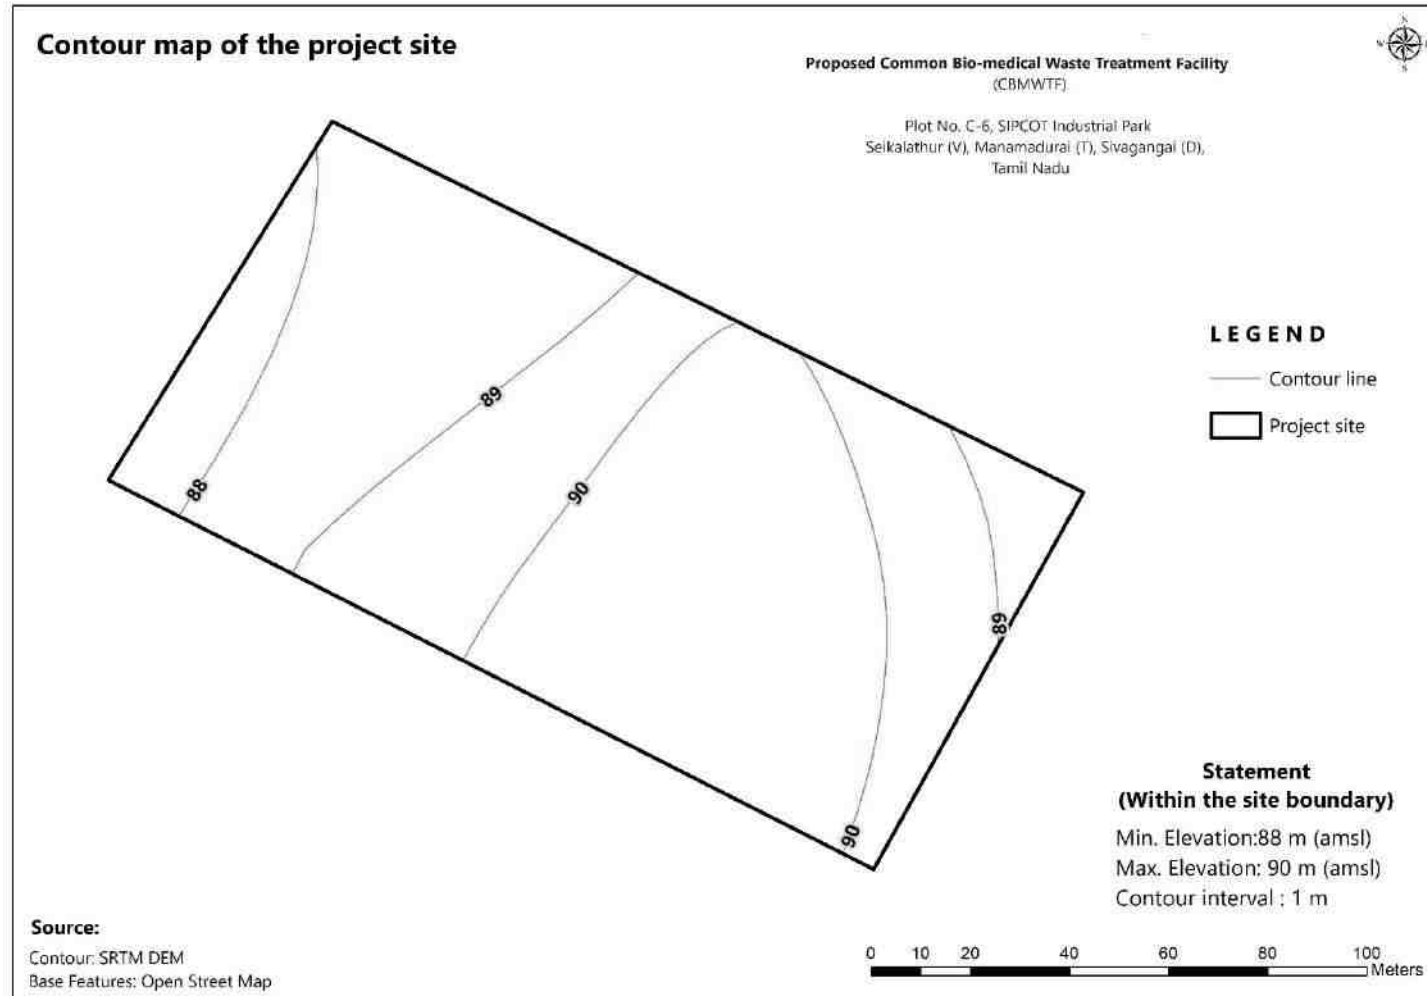 Contour map of the project site
Proposed Common Bio-medical Waste Treatment Facility
(CBMWTF)
Plot No. C-6, SIPCOT Industrial Park
Seikalathur (V), Manamadurai (T), Sivagangai (D),
Tamil Nadu
N
S
88
89
90
90
89
LEGEND
Contour line
Project site
Statement
(Within the site boundary)
Min. Elevation:88 m (amsl)
Max. Elevation: 90 m (amsl)
Contour interval : 1 m
Source:
Contour: SRTM DEM
Base Features: Open Street Map
0 10 20 40 60 80 100
Meters